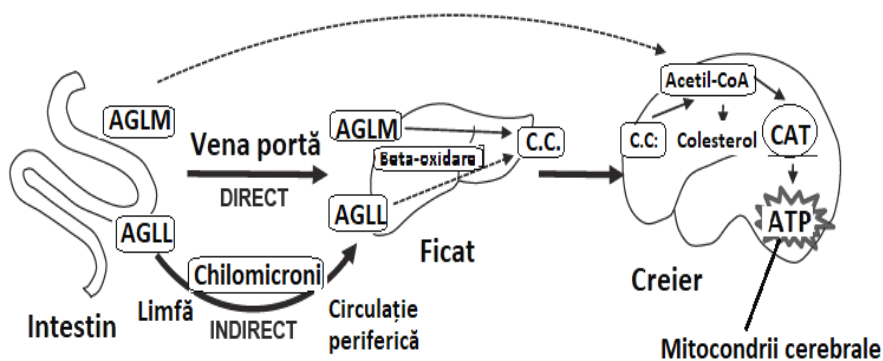 AGLM
Vena portă
DIRECT
AGLL
Chilomicroni
Limfă
INDIRECT
Circulație
periferică
Intestin
AGLM
Beta-oxidare
C.C.
AGLL
Ficat
Acetil-CoA
C.C:
Colesterol
CAT
ATP
Creier
Mitocondrii cerebrale